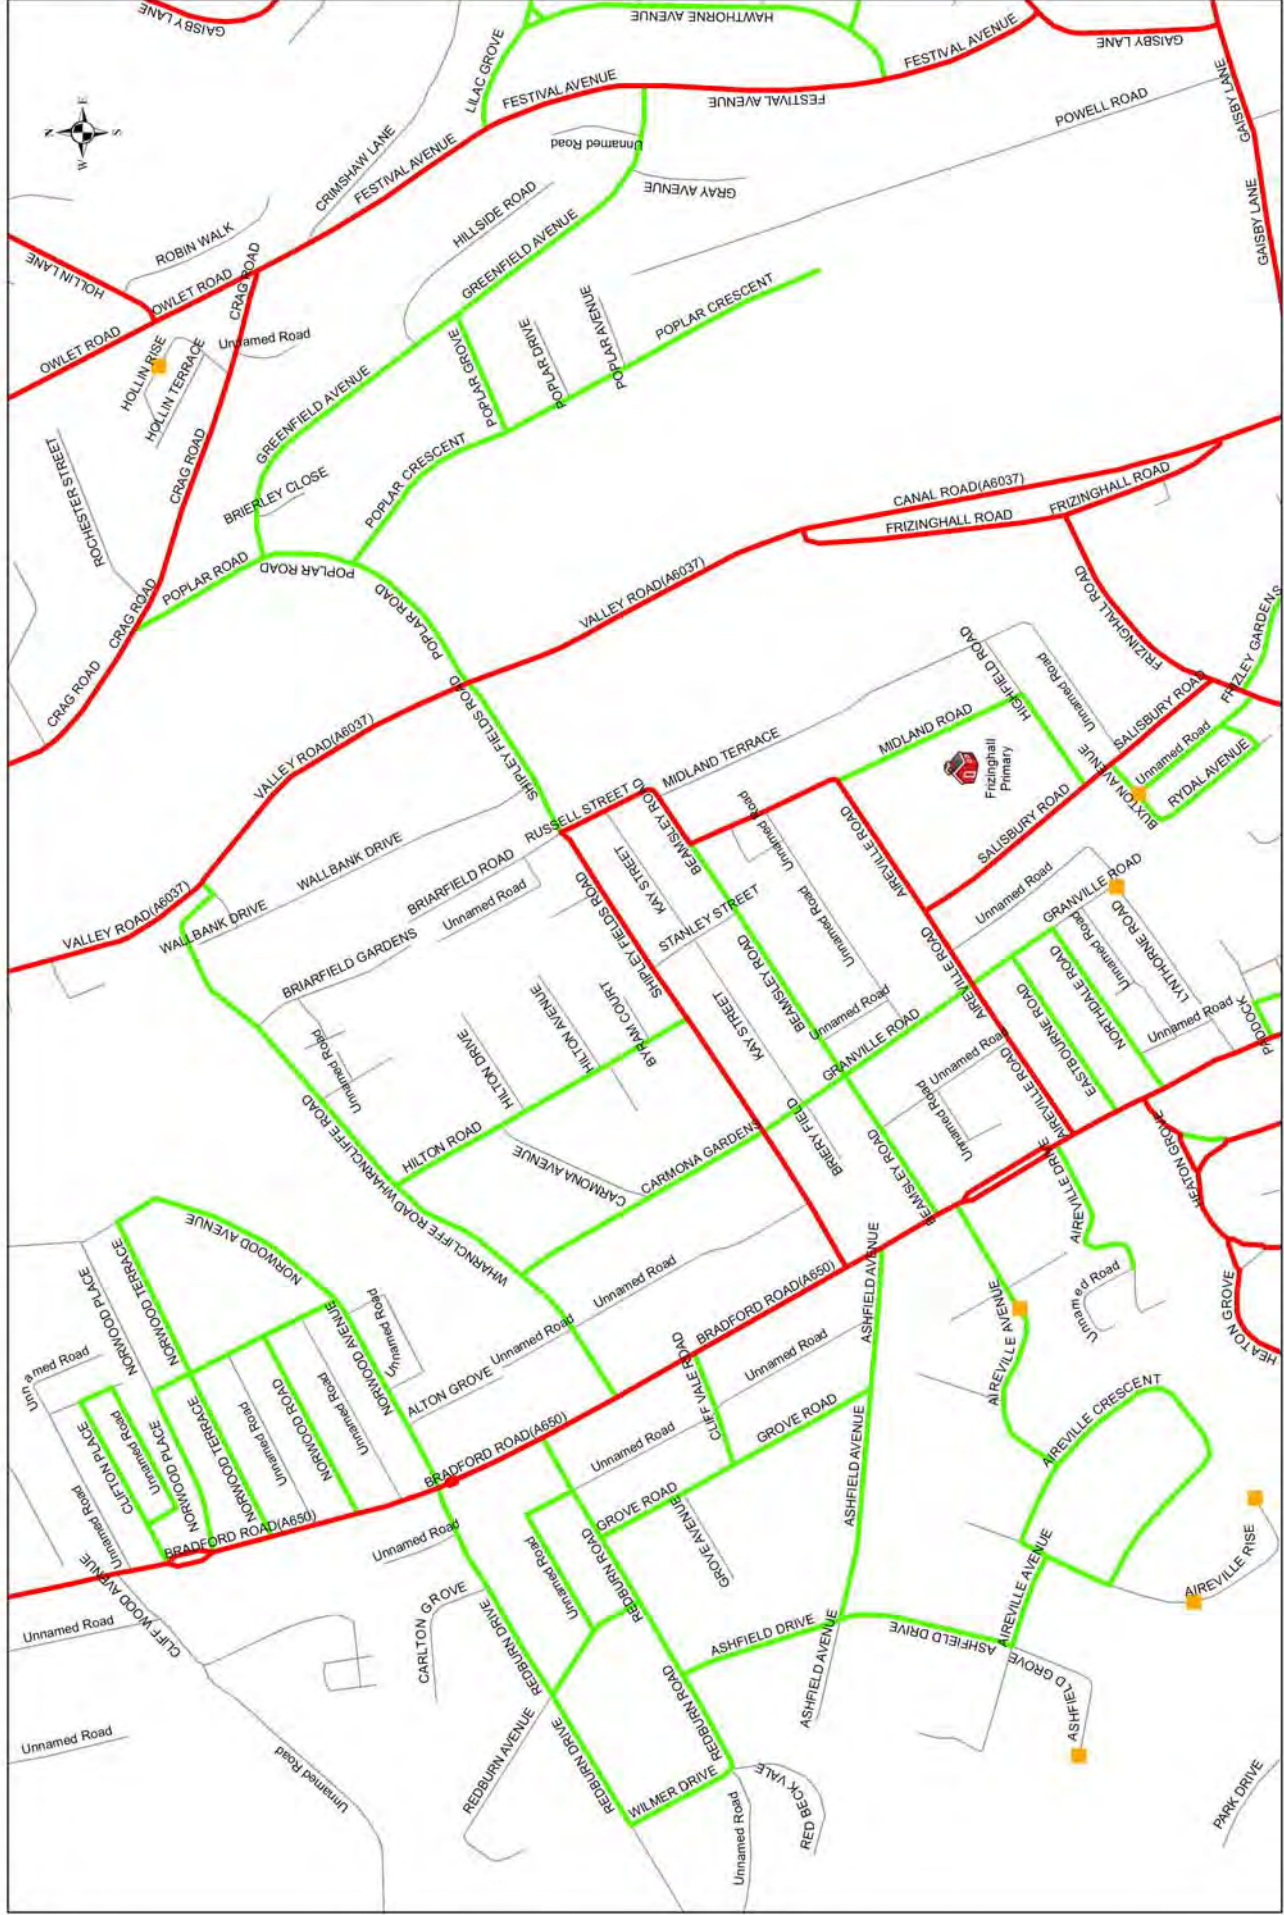 GAISBY LANE
HAWTHORNE AVENUE
LILAC GROVE
FESTIVAL AVENUE
GAISBY LANE
FESTIVAL AVENUE
FESTIVAL AVENUE
GAISBY LANE
POWELL ROAD
N
E
S
W
CRIMSHAW LANE
FESTIVAL AVENUE
Unnamed Road
GRAY AVENUE
GAISBY LANE
ROBIN WALK
HILLSIDE ROAD
GREENFIELD AVENUE
HOLLIN LANE
OWLET ROAD
CRAG ROAD
OWLET ROAD
Unnamed Road
HOLLIN RISE
HOLLIN TERRACE
POPLAR CRESCENT
POPLAR AVENUE
POPLAR AVENUE
POPLAR DRIVE
POPLAR DRIVE
POPLAR GROVE
GREENFIELD AVENUE
CRAG ROAD
ROCHESTER STREET
BRIERLEY CLOSE
POPLAR CRESCENT
CANAL ROAD(A6037)
FRIZINGHALL ROAD
FRIZINGHALL ROAD
POPLAR ROAD
POPLAR ROAD
POPLAR ROAD
CRAG ROAD
CRAG ROAD
VALLEY ROAD(A6037)
FRIZINGHALL ROAD
FRIZLEY GARDENS
HIGHFIELD ROAD
Unnamed Road
SALISBURY ROAD
SHIPLEY FIELDS ROAD
VALLEY ROAD(A6037)
MIDLAND TERRACE
MIDLAND ROAD
Frizinghall
Primary
Unnamed Road
RYDAL AVENUE
BUXTON AVENUE
SALISBURY ROAD
RUSSELL STREET
WALLBANK DRIVE
BEAMSLEY ROAD
Unnamed Road
AIREVILLE ROAD
KAY STREET
BRIARFIELD ROAD
Unnamed Road
STANLEY STREET
Unnamed Road
Unnamed Road
GRANVILLE ROAD
VALLEY ROAD(A6037)
WALLBANK DRIVE
SHIPLEY FIELDS ROAD
BEAMSLEY ROAD
AIREVILLE ROAD
Unnamed Road
LYNTHORNE ROAD
BRIARFIELD GARDENS
KAY STREET
Unnamed Road
GRANVILLE ROAD
EASTBOURNE ROAD
NORTHDALE ROAD
Unnamed Road
PADDOCK
HILTON AVENUE
BYRAM COURT
HILTON DRIVE
Unnamed Road
Unnamed Road
WHARNCLIFFE ROAD
HILTON ROAD
CARMONA AVENUE
CARMONA GARDENS
BRIERY FIELD
BEAMSLEY ROAD
Unnamed Road
Unnamed Road
AIREVILLE ROAD
AIREVILLE DRIVE
HEATON GROVE
WHARNCLIFFE ROAD
NORWOOD AVENUE
NORWOOD TERRACE
NORWOOD PLACE
Unnamed Road
Unnamed Road
BRADFORD ROAD(A650)
ASHFIELD AVENUE
AIREVILLE AVENUE
Unnamed Road
HEATON GROVE
Unnamed Road
NORWOOD AVENUE
Unnamed Road
ALTON GROVE
Unnamed Road
CLIFF VALE ROAD
Unnamed Road
GROVE ROAD
ASHFIELD AVENUE
AIREVILLE CRESCENT
CLIFTON PLACE
Unnamed Road
NORWOOD PLACE
NORWOOD TERRACE
Unnamed Road
NORWOOD ROAD
Unnamed Road
BRADFORD ROAD(A650)
BRADFORD ROAD(A650)
Unnamed Road
Unnamed Road
GROVE ROAD
GROVE AVENUE
REDBURN ROAD
Unnamed Road
CLIFF WOOD AVENUE
Unnamed Road
CARLTON GROVE
REDBURN DRIVE
ASHFIELD DRIVE
ASHFIELD AVENUE
ASHFIELD DRIVE
AIREVILLE AVENUE
AIREVILLE RISE
ASHFIELD GROVE
Unnamed Road
Unnamed Road
REDBURN AVENUE
REDBURN DRIVE
REDBURN ROAD
WILMER DRIVE
Unnamed Road
RED BECK VALE
PARK DRIVE